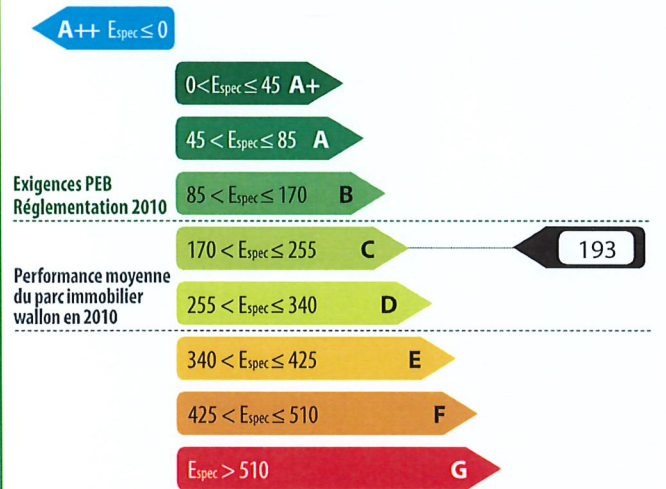 A++ Espec ≤ 0
0 < Espec ≤ 45 A+
45 < Espec ≤ 85 A
Exigences PEB
Réglementation 2010
85 < Espec ≤ 170 B
170 < Espec ≤ 255 C
193
Performance moyenne
du parc immobilier
wallon en 2010
255 < Espec ≤ 340 D
340 < Espec ≤ 425 E
425 < Espec ≤ 510 F
Espec > 510 G